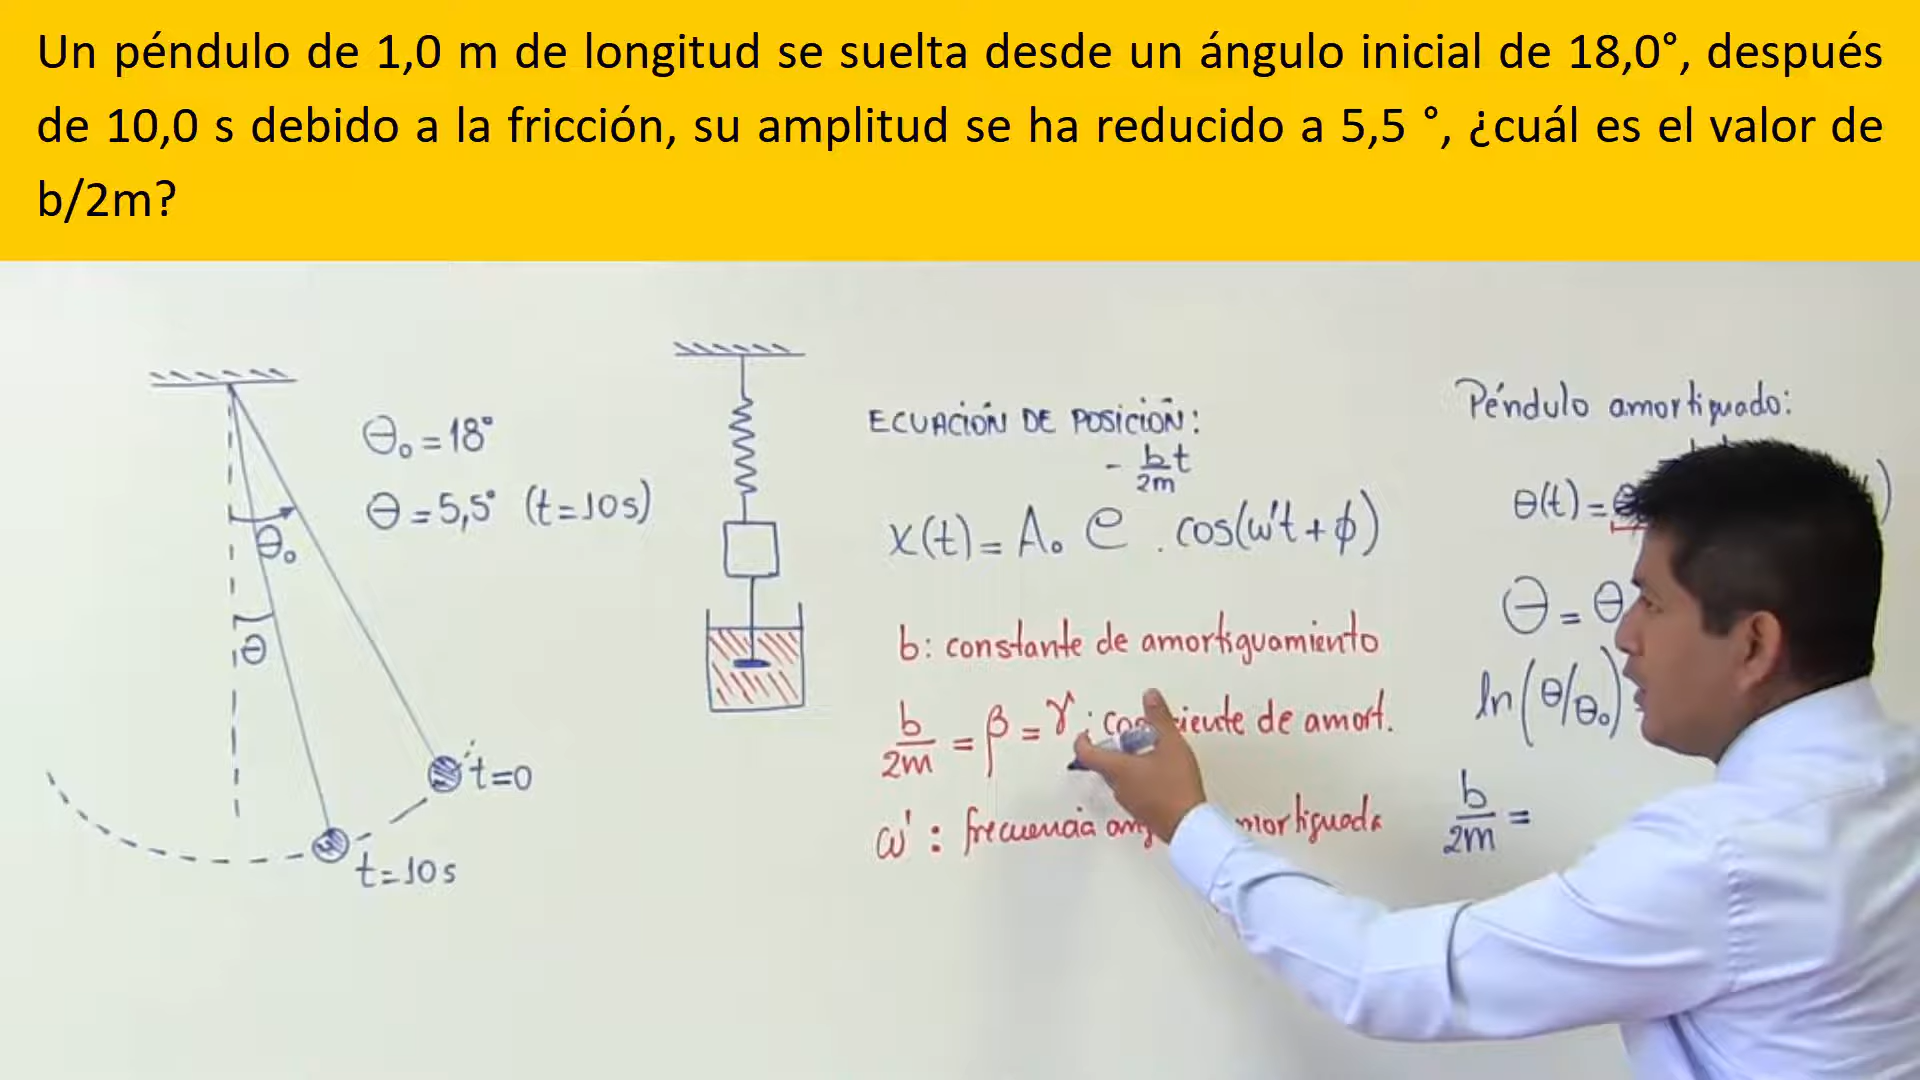 Un péndulo de 1,0 m de longitud se suelta desde un ángulo inicial de 18,0°, después
de 10,0 s debido a la fricción, su amplitud se ha reducido a 5,5 °, ¿cuál es el valor de
b/2m?
θ₀ = 18°
θ = 5,5° (t=10s)
θ₀
θ
t=0
t=10s
ECUACIÓN DE POSICIÓN:
x(t) = A₀ e^(-b/2m t) . cos(ω't + ϕ)
b: constante de amortiguamiento
b/2m = β = γ : de amort.
ω' : frecuencia
Péndulo amortiguado:
θ(t) =
θ = θ
ln(θ/θ₀)
b/2m =